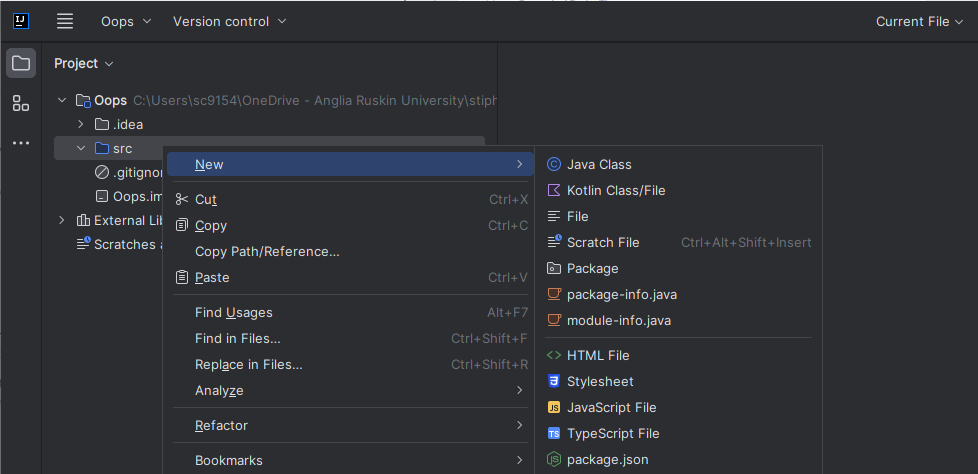 IJ Oops Version control Current File
Project
Oops C:\Users\sc9154\OneDrive - Anglia Ruskin University\stiph
.idea
src
.gitignor
Oops.im
External Lib
Scratches a
New
Cut Ctrl+X
Copy Ctrl+C
Copy Path/Reference...
Paste Ctrl+V
Find Usages Alt+F7
Find in Files... Ctrl+Shift+F
Replace in Files... Ctrl+Shift+R
Analyze
Refactor
Bookmarks
Java Class
Kotlin Class/File
File
Scratch File Ctrl+Alt+Shift+Insert
Package
package-info.java
module-info.java
HTML File
Stylesheet
JS JavaScript File
TS TypeScript File
package.json